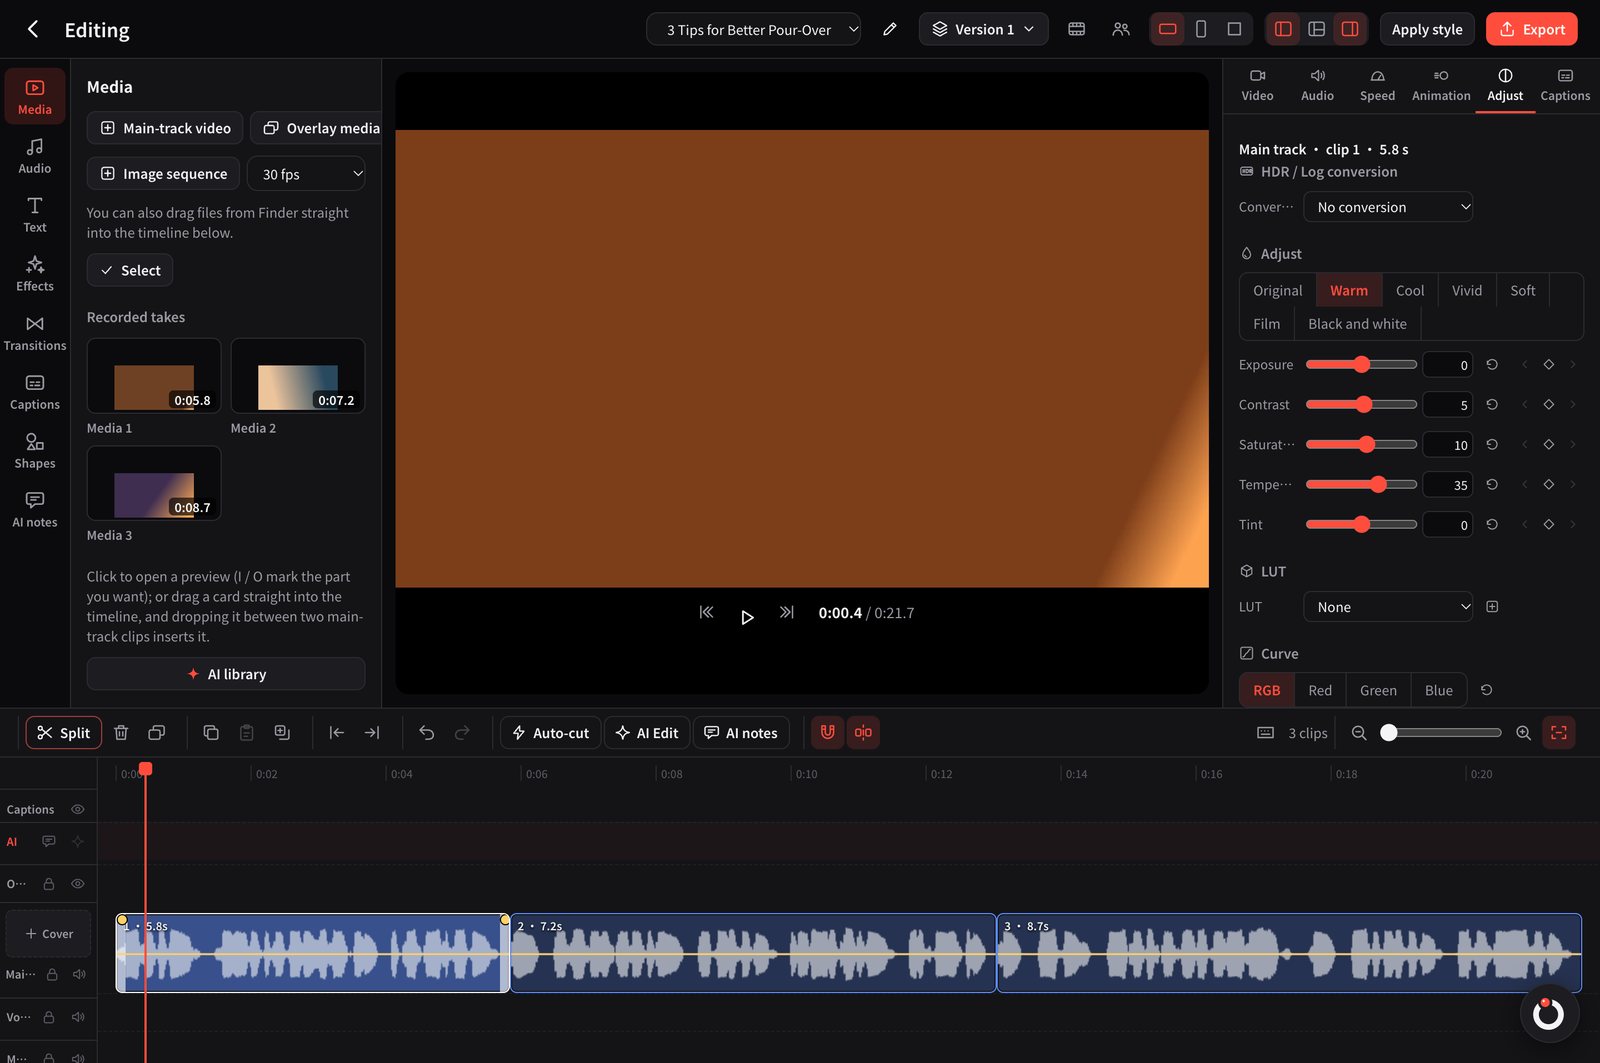 Editing
3 Tips for Better Pour-Over
Version 1
Apply style
Export
Media
Audio
Text
Effects
Transitions
Captions
Shapes
AI notes
Media
Main-track video
Overlay media
Image sequence
30 fps
You can also drag files from Finder straight
into the timeline below.
Select
Recorded takes
0:05.8
0:07.2
Media 1
Media 2
0:08.7
Media 3
Click to open a preview (I / O mark the part
you want); or drag a card straight into the
timeline, and dropping it between two main-
track clips inserts it.
AI library
0:00.4 / 0:21.7
Video
Audio
Speed
Animation
Adjust
Captions
Main track • clip 1 • 5.8 s
HDR / Log conversion
Conver··· No conversion
Adjust
Original Warm Cool Vivid Soft
Film Black and white
Exposure 0
Contrast 5
Saturat··· 10
Tempe··· 35
Tint 0
LUT
LUT None
Curve
RGB Red Green Blue
Split
Auto-cut
AI Edit
AI notes
3 clips
0:00 0:02 0:04 0:06 0:08 0:10 0:12 0:14 0:16 0:18 0:20
Captions
AI
O···
Cover
1 • 5.8s
2 • 7.2s
3 • 8.7s
Mai···
Vo···
M···